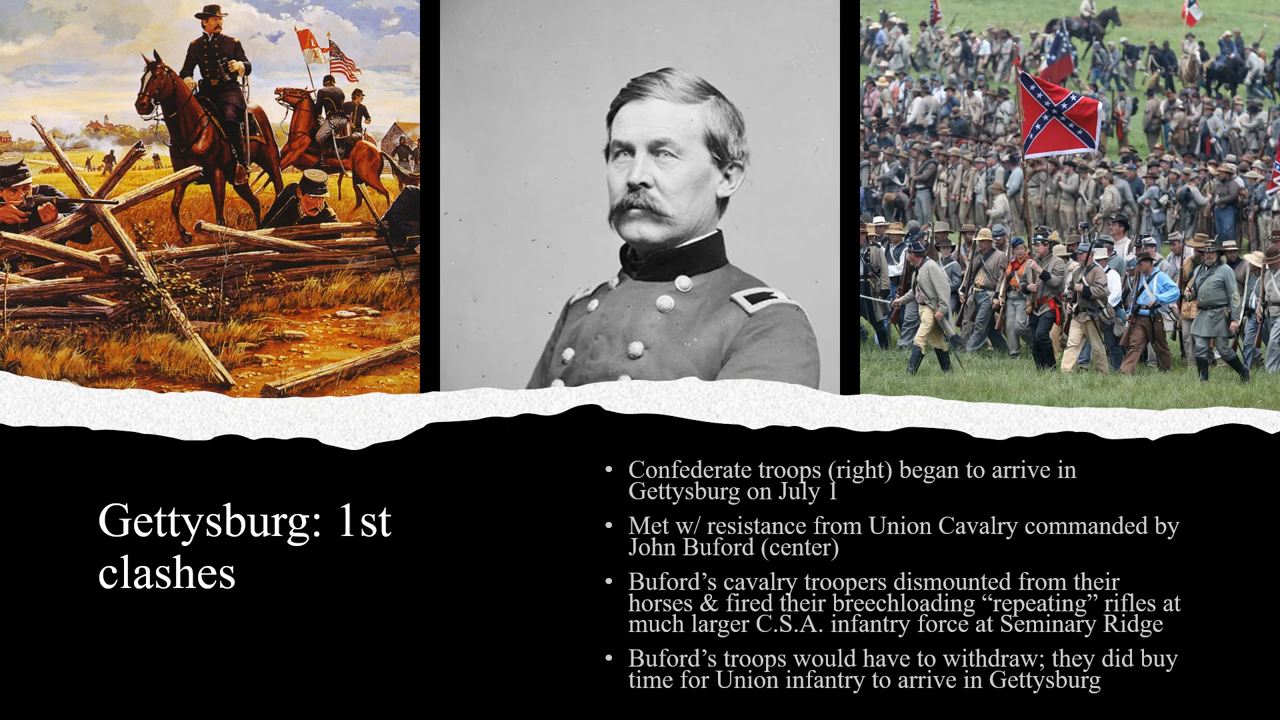 Gettysburg: 1st
clashes
• Confederate troops (right) began to arrive in
Gettysburg on July 1
• Met w/ resistance from Union Cavalry commanded by
John Buford (center)
• Buford’s cavalry troopers dismounted from their
horses & fired their breechloading “repeating” rifles at
much larger C.S.A. infantry force at Seminary Ridge
• Buford’s troops would have to withdraw; they did buy
time for Union infantry to arrive in Gettysburg